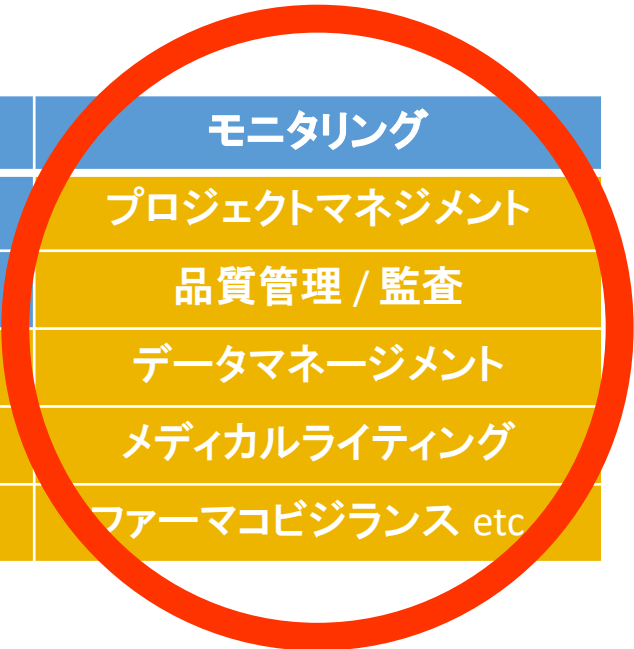 モニタリング
プロジェクトマネジメント
品質管理 / 監査
データマネージメント
メディカルライティング
ファーマコビジランス etc